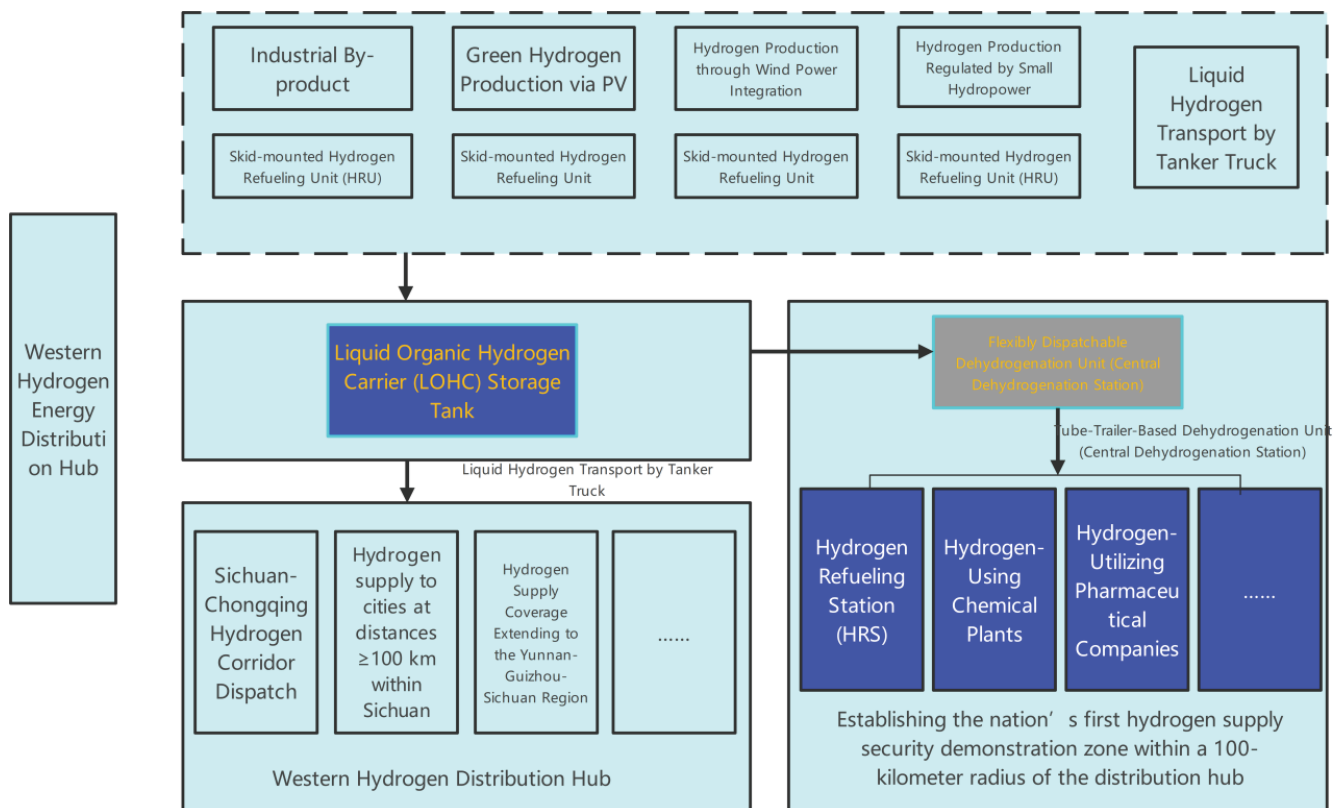 Industrial By-
product
Green Hydrogen
Production via PV
Hydrogen Production
through Wind Power
Integration
Hydrogen Production
Regulated by Small
Hydropower
Liquid
Hydrogen
Transport by
Tanker Truck
Skid-mounted Hydrogen
Refueling Unit (HRU)
Skid-mounted Hydrogen
Refueling Unit
Skid-mounted Hydrogen
Refueling Unit
Skid-mounted Hydrogen
Refueling Unit (HRU)
Western
Hydrogen
Energy
Distributi
on Hub
Liquid Organic Hydrogen
Carrier (LOHC) Storage
Tank
Flexibly Dispatchable
Dehydrogenation Unit (Central
Dehydrogenation Station)
Tube-Trailer-Based Dehydrogenation Unit
(Central Dehydrogenation Station)
Liquid Hydrogen Transport by Tanker
Truck
Sichuan-
Chongqing
Hydrogen
Corridor
Dispatch
Hydrogen
supply to
cities at
distances
≥100 km
within
Sichuan
Hydrogen
Supply
Coverage
Extending to
the Yunnan-
Guizhou-
Sichuan Region
......
Western Hydrogen Distribution Hub
Hydrogen
Refueling
Station
(HRS)
Hydrogen-
Using
Chemical
Plants
Hydrogen-
Utilizing
Pharmaceu
tical
Companies
......
Establishing the nation's first hydrogen supply
security demonstration zone within a 100-
kilometer radius of the distribution hub